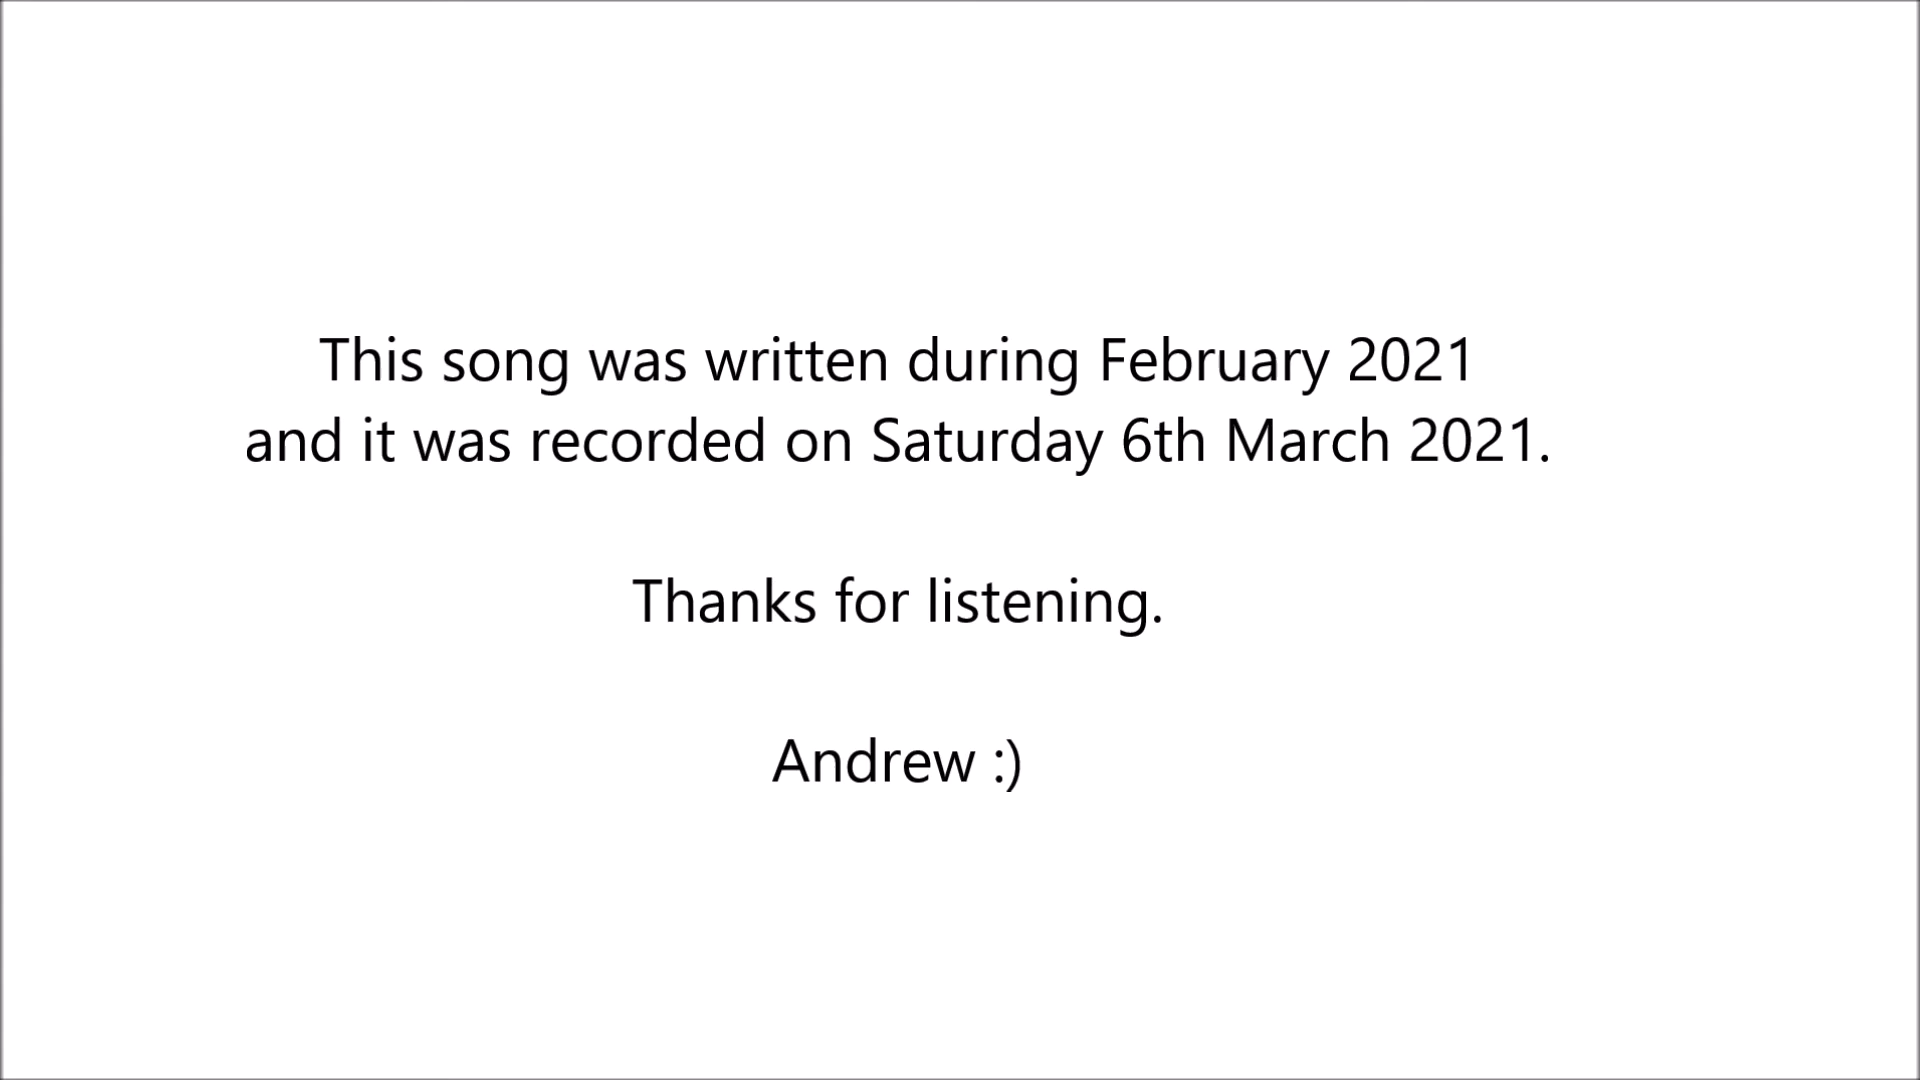 This song was written during February 2021
and it was recorded on Saturday 6th March 2021.
Thanks for listening.
Andrew :)